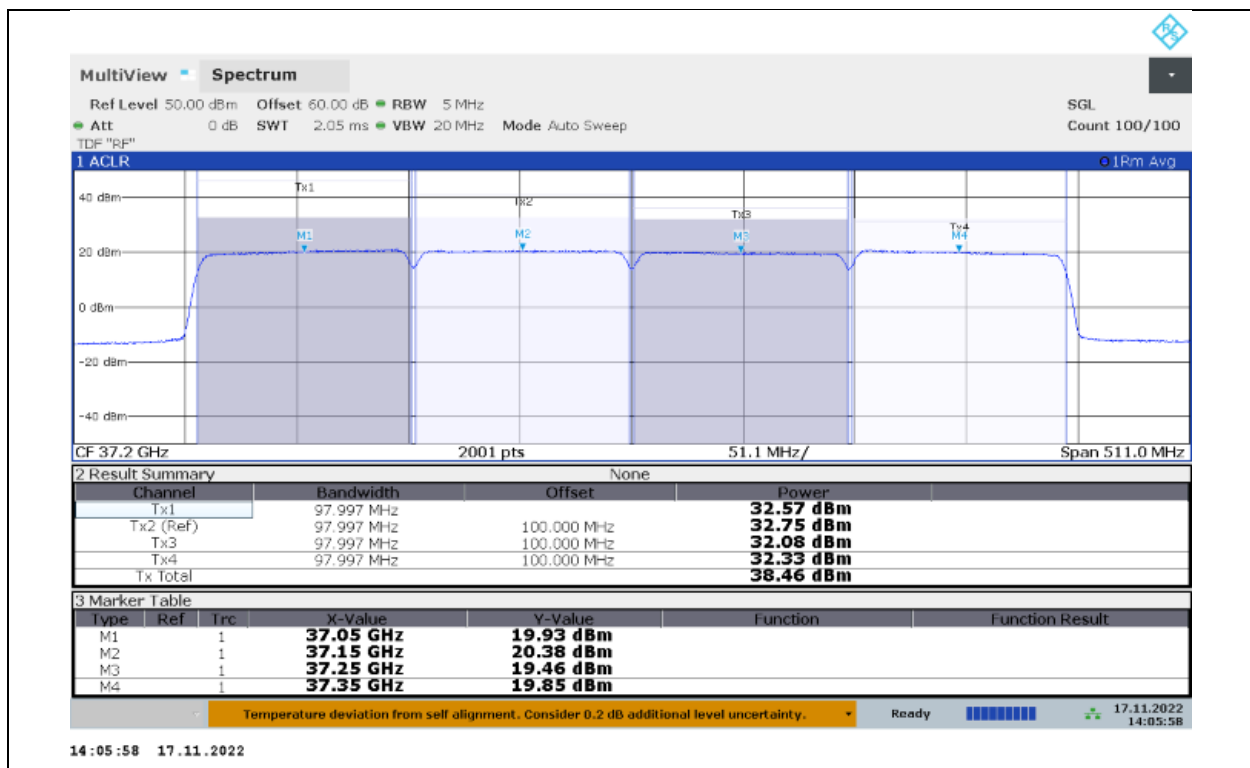 R&S
MultiView Spectrum
Ref Level 50.00 dBm Offset 60.00 dB RBW 5 MHz SGL
Att 0 dB SWT 2.05 ms VBW 20 MHz Mode Auto Sweep Count 100/100
TDF "RF"
1 ACLR 1Rm Avg
Tx1
40 dBm
Tx2
Tx3
Tx4
M1 M2 M3 M4
20 dBm
0 dBm
-20 dBm
-40 dBm
CF 37.2 GHz 2001 pts 51.1 MHz/ Span 511.0 MHz
2 Result Summary None
Channel Bandwidth Offset Power
Tx1 97.997 MHz 32.57 dBm
Tx2 (Ref) 97.997 MHz 100.000 MHz 32.75 dBm
Tx3 97.997 MHz 100.000 MHz 32.08 dBm
Tx4 97.997 MHz 100.000 MHz 32.33 dBm
Tx Total 38.46 dBm
3 Marker Table
Type Ref Trc X-Value Y-Value Function Function Result
M1 1 37.05 GHz 19.93 dBm
M2 1 37.15 GHz 20.38 dBm
M3 1 37.25 GHz 19.46 dBm
M4 1 37.35 GHz 19.85 dBm
Temperature deviation from self alignment. Consider 0.2 dB additional level uncertainty. Ready 17.11.2022
14:05:58
14:05:58 17.11.2022